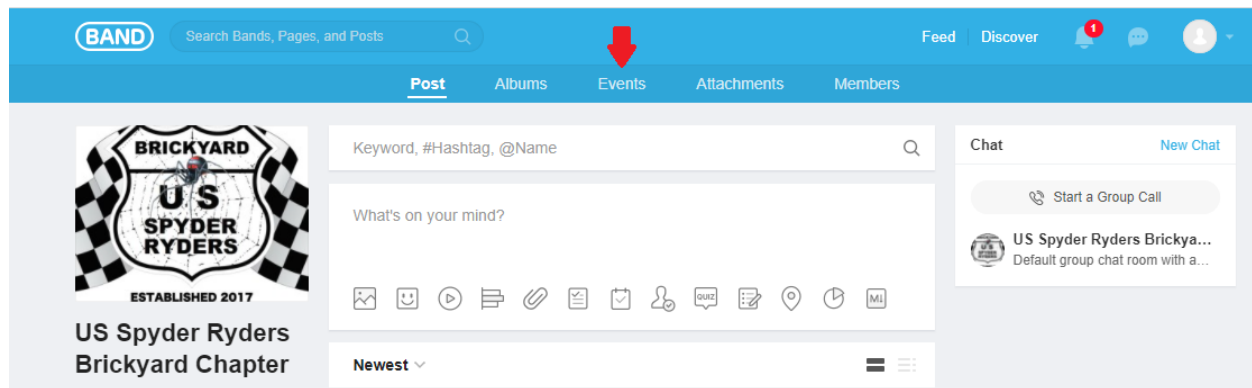 BAND
Search Bands, Pages, and Posts
Feed
Discover
1
Post
Albums
Events
Attachments
Members
BRICKYARD
US
SPYDER
RYDERS
ESTABLISHED 2017
US Spyder Ryders
Brickyard Chapter
Keyword, #Hashtag, @Name
What's on your mind?
QUIZ
M↓
Newest
Chat
New Chat
Start a Group Call
US Spyder Ryders Brickya...
Default group chat room with a...